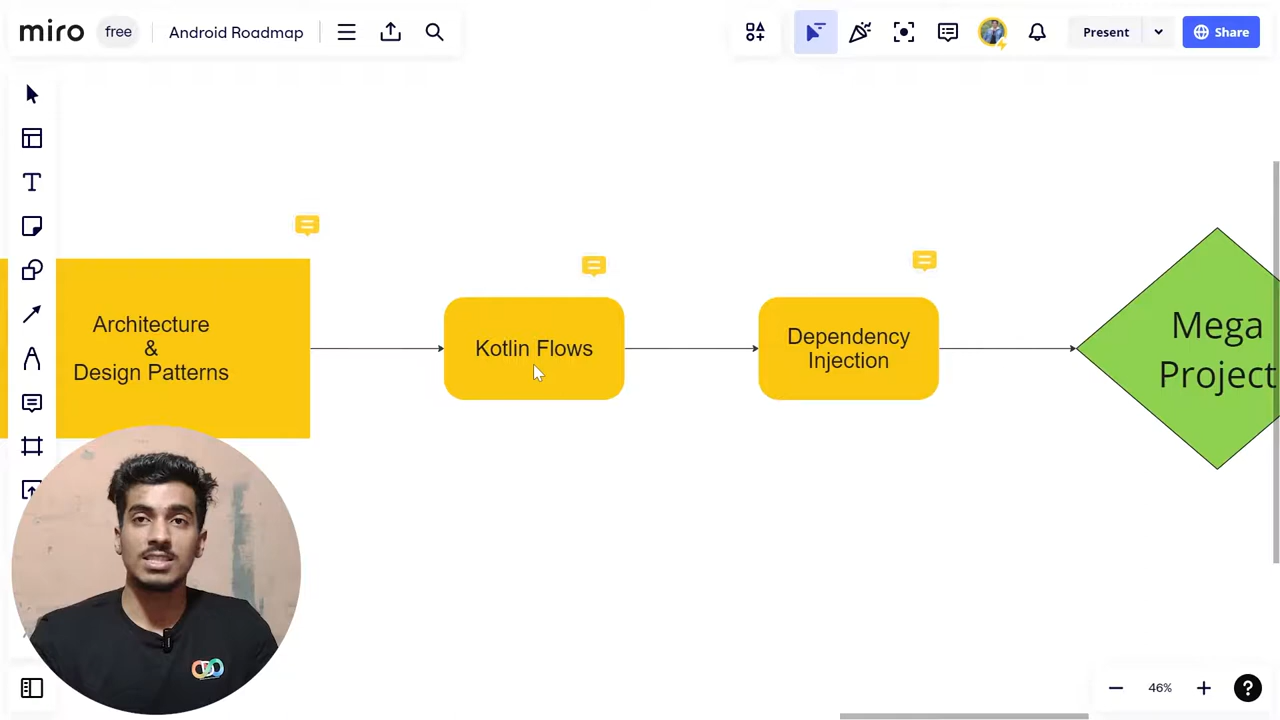 miro free Android Roadmap Present Share
Architecture
&
Design Patterns
Kotlin Flows
Dependency
Injection
Mega
Project
46% ?